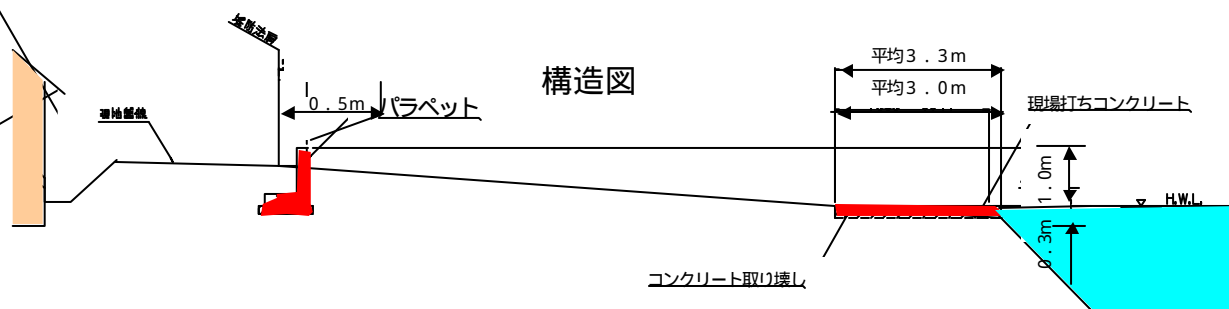 構造図
平均3.3m
平均3.0m
0.5m
パラペット
現場打ちコンクリート
1.0m
H.W.L.
0.3m
コンクリート取り壊し